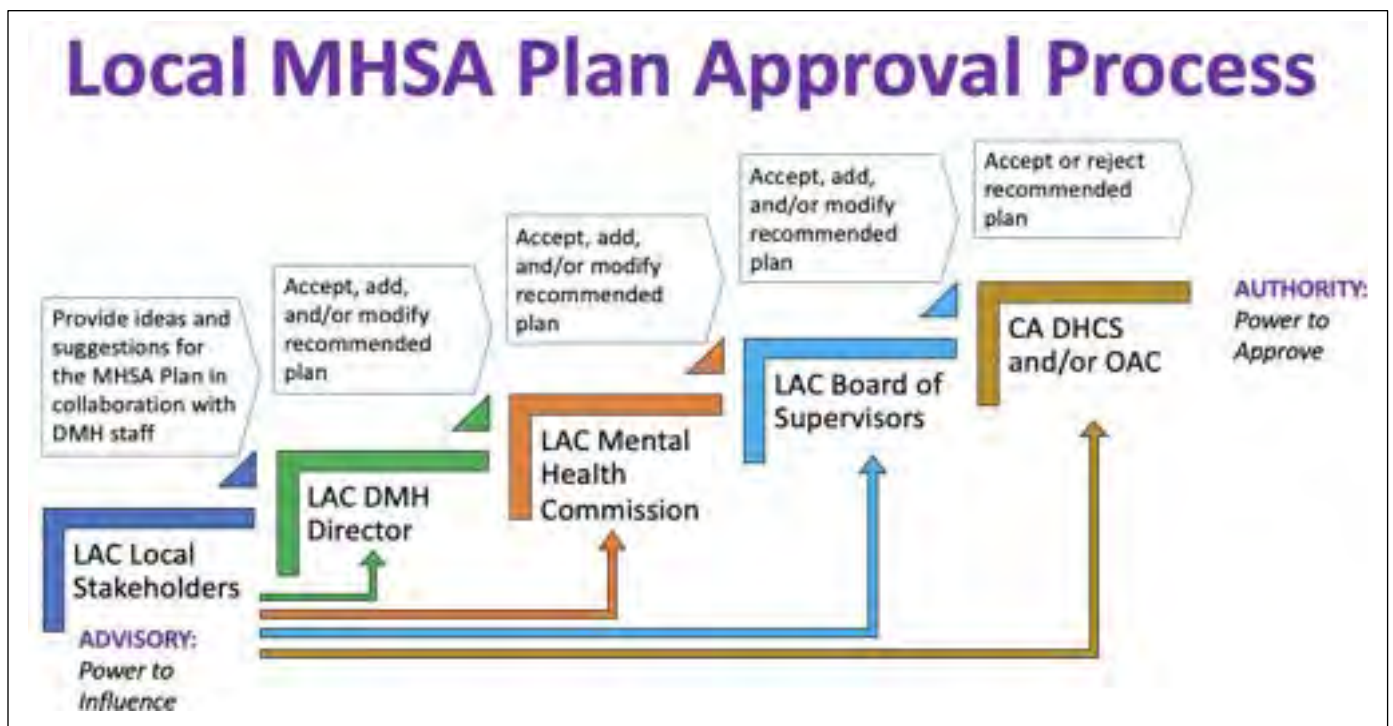 Local MHSA Plan Approval Process
Provide ideas and
suggestions for
the MHSA Plan in
collaboration with
DMH staff
Accept, add,
and/or modify
recommended
plan
Accept, add,
and/or modify
recommended
plan
Accept, add,
and/or modify
recommended
plan
Accept or reject
recommended
plan
LAC Local
Stakeholders
LAC DMH
Director
LAC Mental
Health
Commission
LAC Board of
Supervisors
CA DHCS
and/or OAC
AUTHORITY:
Power to
Approve
ADVISORY:
Power to
Influence